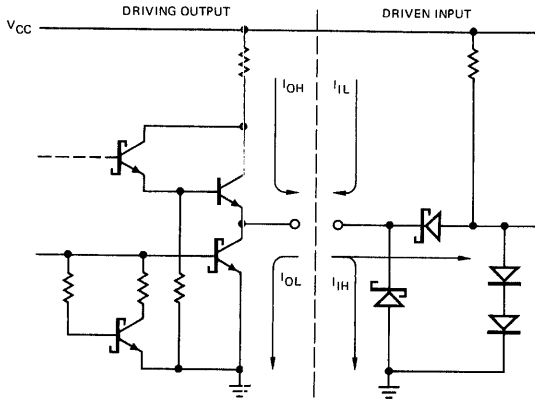 DRIVING OUTPUT
DRIVEN INPUT
VCC
IOH
IIL
IOL
IIH